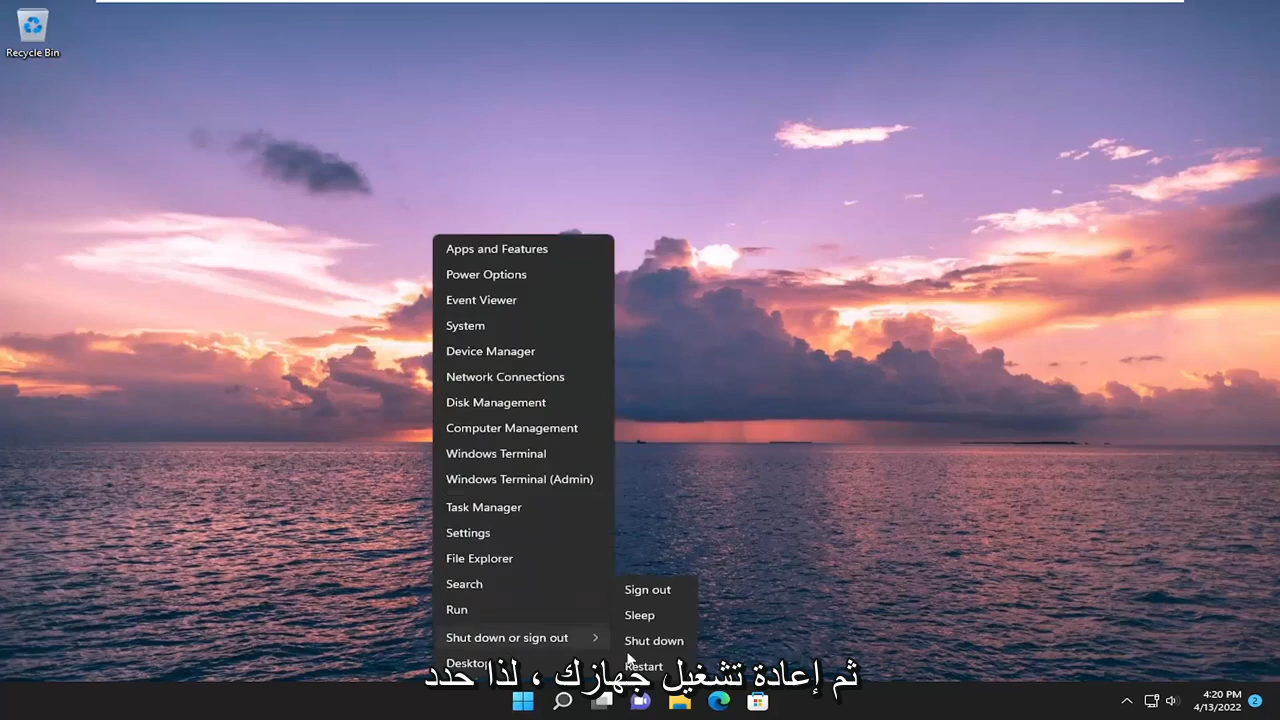 Recycle Bin
Apps and Features
Power Options
Event Viewer
System
Device Manager
Network Connections
Disk Management
Computer Management
Windows Terminal
Windows Terminal (Admin)
Task Manager
Settings
File Explorer
Search
Run
Shut down or sign out
Desktop
Sign out
Sleep
Shut down
Restart
ثم إعادة تشغيل جهازك ، لذا حدد
4:20 PM
4/13/2022
2